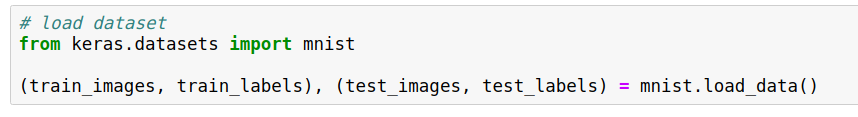 # load dataset
from keras.datasets import mnist
(train_images, train_labels), (test_images, test_labels) = mnist.load_data()